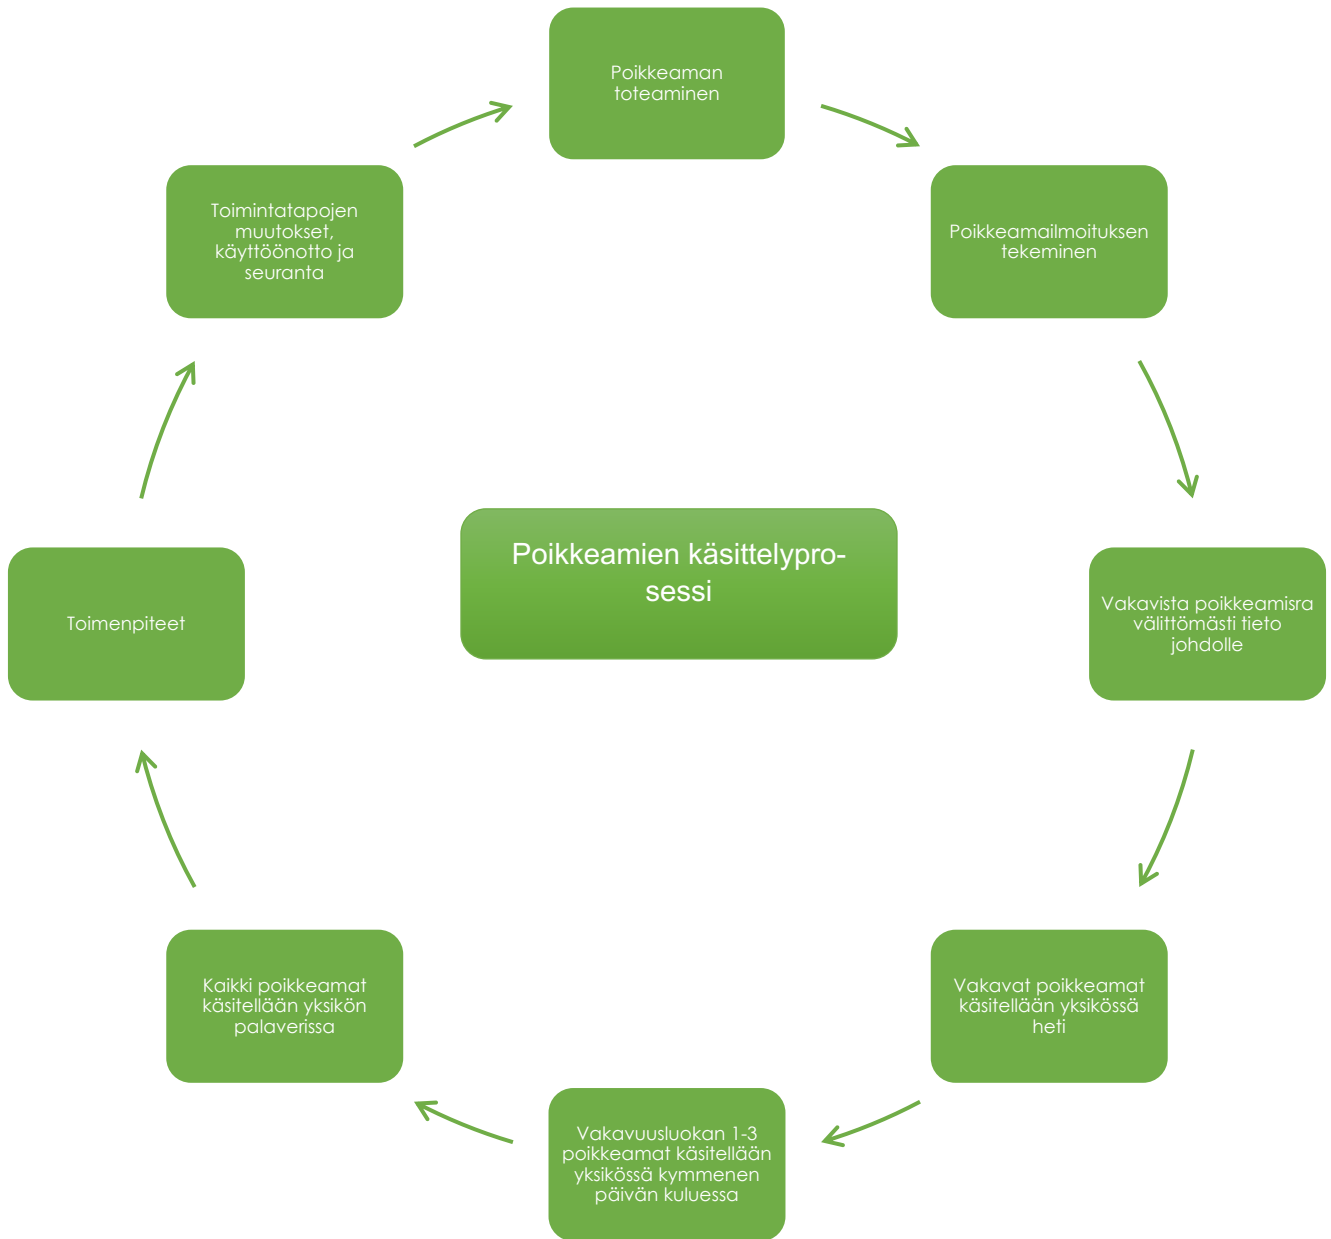 Poikkeaman
toteaminen
Poikkeamailmoituksen
tekeminen
Vakavista poikkeamisra
välittömästi tieto
johdolle
Vakavat poikkeamat
käsitellään yksikössä
heti
Vakavuusluokan 1-3
poikkeamat käsitellään
yksikössä kymmenen
päivän kuluessa
Kaikki poikkeamat
käsitellään yksikön
palaverissa
Toimenpiteet
Toimintatapojen
muutokset,
käyttöönotto ja
seuranta
Poikkeamien käsittelypro-
sessi